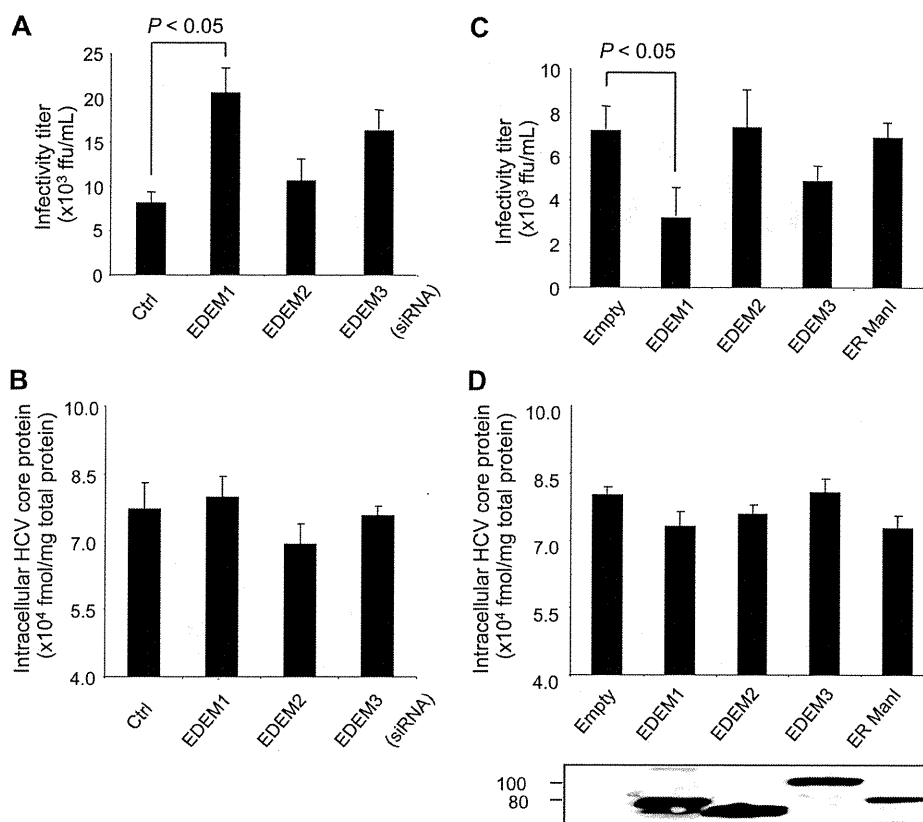 A
P < 0.05
Infectivity titer
(x10³ ffu/mL)
25
20
15
10
5
0
Ctrl
EDEM1
EDEM2
EDEM3
(siRNA)
B
Intracellular HCV core protein
(x10⁴ fmol/mg total protein)
10.0
8.5
7.0
5.5
4.0
Ctrl
EDEM1
EDEM2
EDEM3
(siRNA)
C
P < 0.05
Infectivity titer
(x10³ ffu/mL)
10
8
6
4
2
0
Empty
EDEM1
EDEM2
EDEM3
ER ManI
D
Intracellular HCV core protein
(x10⁴ fmol/mg total protein)
10.0
8.5
7.0
5.5
4.0
Empty
EDEM1
EDEM2
EDEM3
ER ManI
100
80